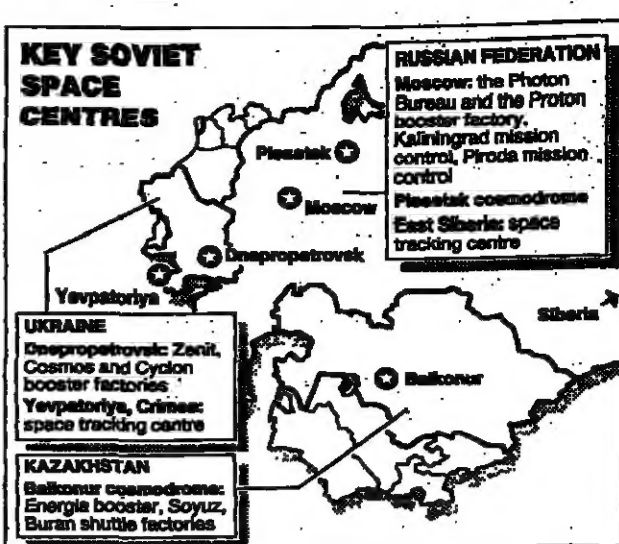 KEY SOVIET
SPACE
CENTRES
RUSSIAN FEDERATION
Moscow: the Photon
Bureau and the Proton
booster factory,
Kaliningrad mission
control, Piroda mission
control
Plesetsk cosmodrome
East Siberia: space
tracking centre
Plesetsk
Moscow
Dnepropetrovsk
Yevpatoriya
Siberia
Baikonur
UKRAINE
Dnepropetrovsk: Zenit,
Cosmos and Cyclon
booster factories
Yevpatoriya, Crimea:
space tracking centre
KAZAKHSTAN
Baikonur cosmodrome:
Energia booster, Soyuz,
Buran shuttle factories